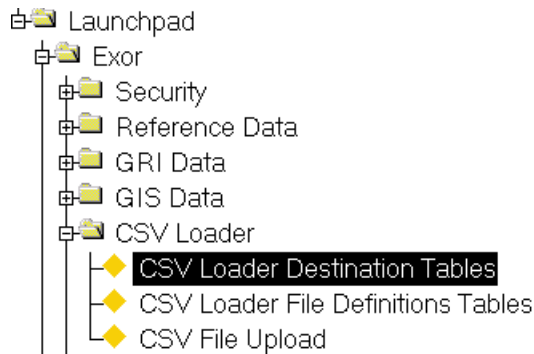 Launchpad
Exor
Security
Reference Data
GRI Data
GIS Data
CSV Loader
CSV Loader Destination Tables
CSV Loader File Definitions Tables
CSV File Upload